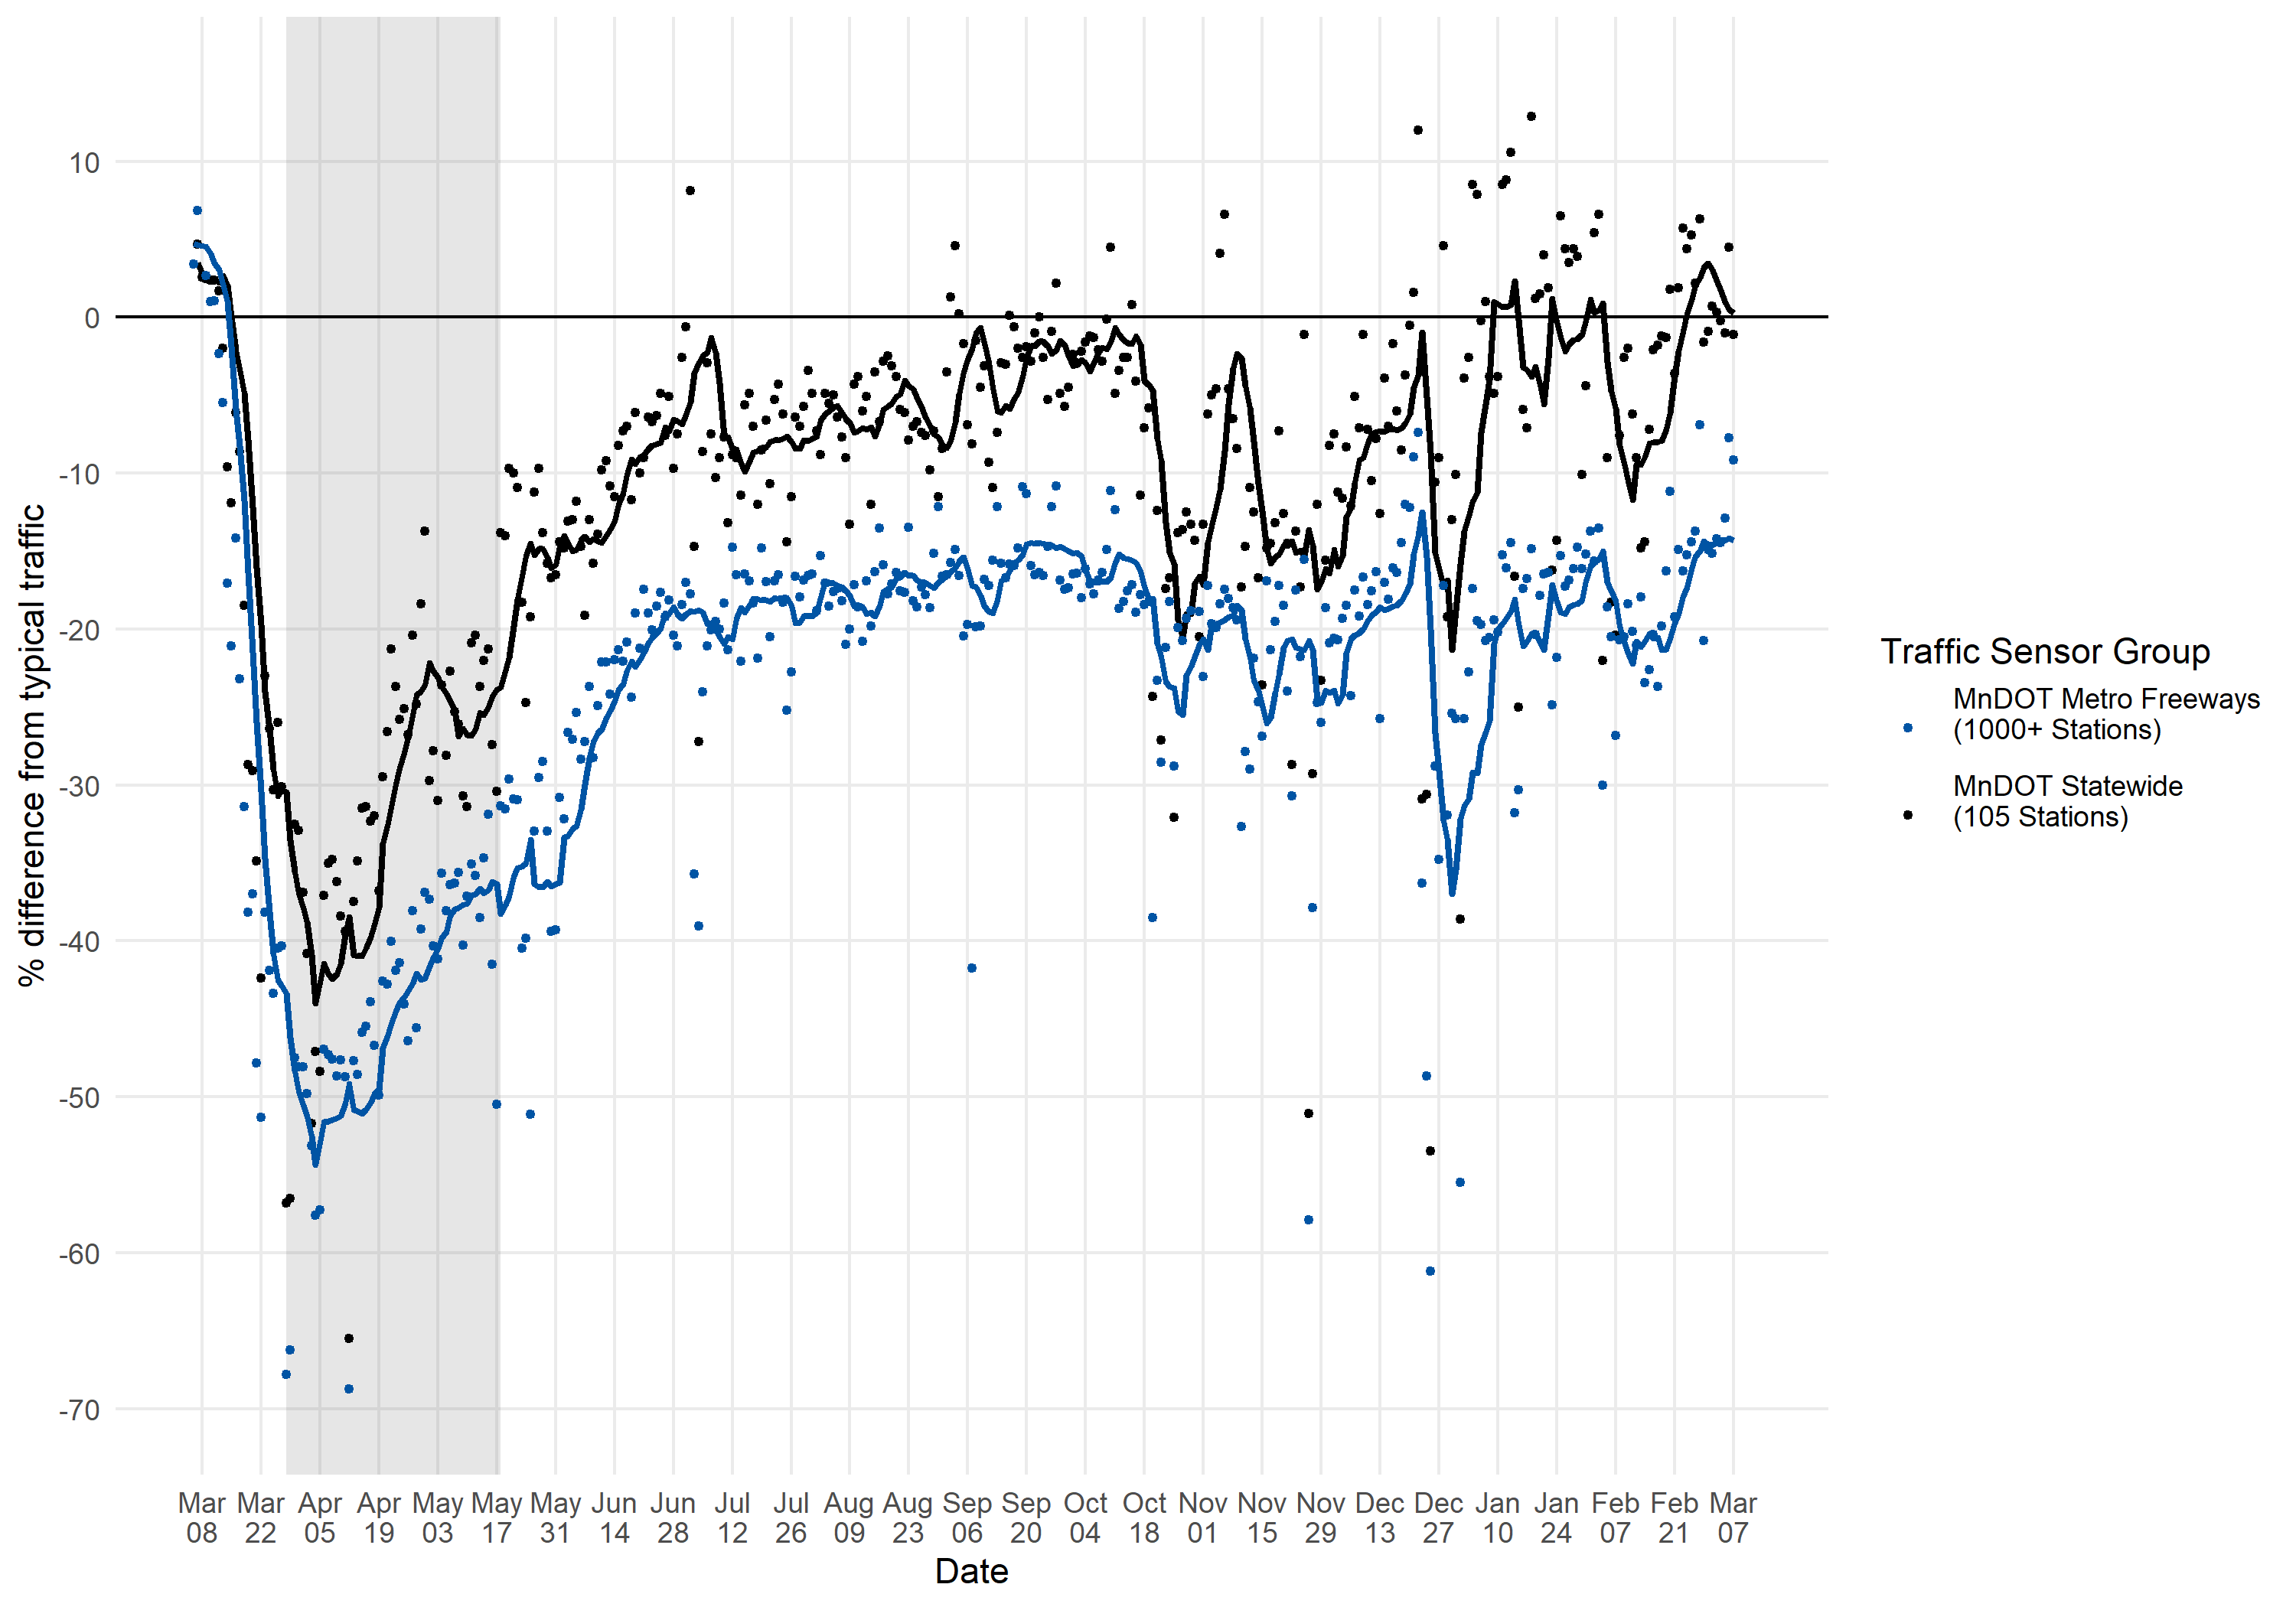 % difference from typical traffic
10
0
-10
-20
-30
-40
-50
-60
-70
Mar Mar Apr Apr May May May Jun Jun Jul Jul Aug Aug Sep Sep Oct Oct Nov Nov Nov Dec Dec Jan Jan Feb Feb Mar
08 22 05 19 03 17 31 14 28 12 26 09 23 06 20 04 18 01 15 29 13 27 10 24 07 21 07
Date
Traffic Sensor Group
MnDOT Metro Freeways
(1000+ Stations)
MnDOT Statewide
(105 Stations)